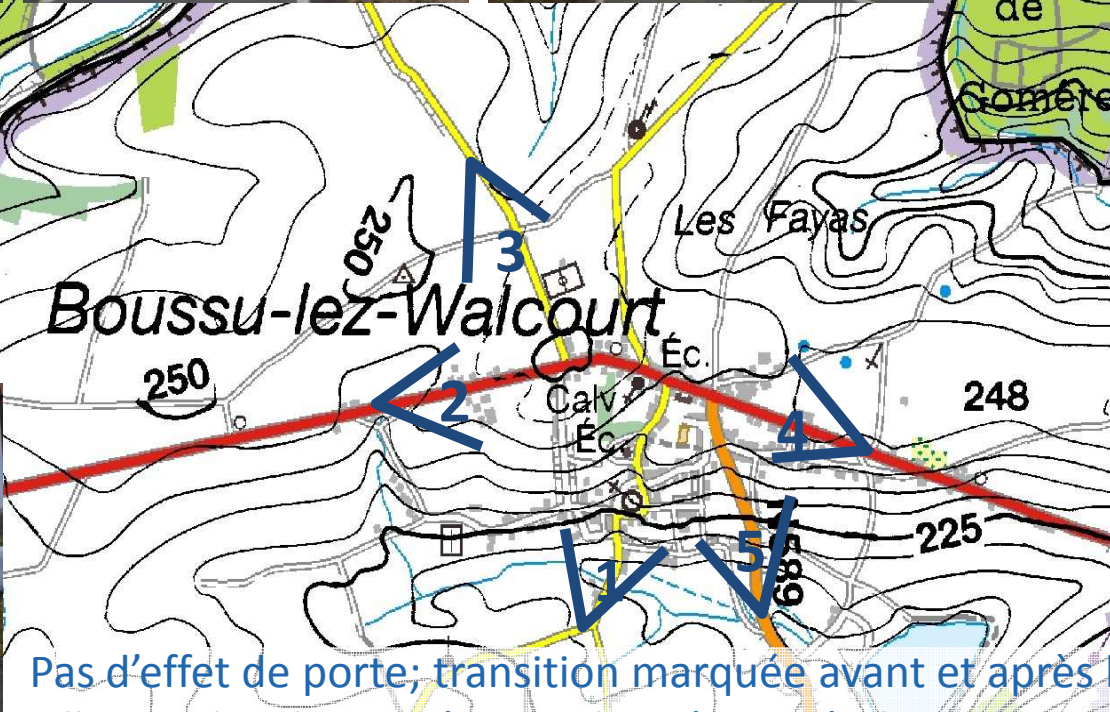 de
Gomére
Les Fayas
250
3
Boussu-lez-Walcourt
250
2
Éc.
Calv
Éc.
4
248
225
5
589
1
Pas d’effet de porte; transition marquée avant et après